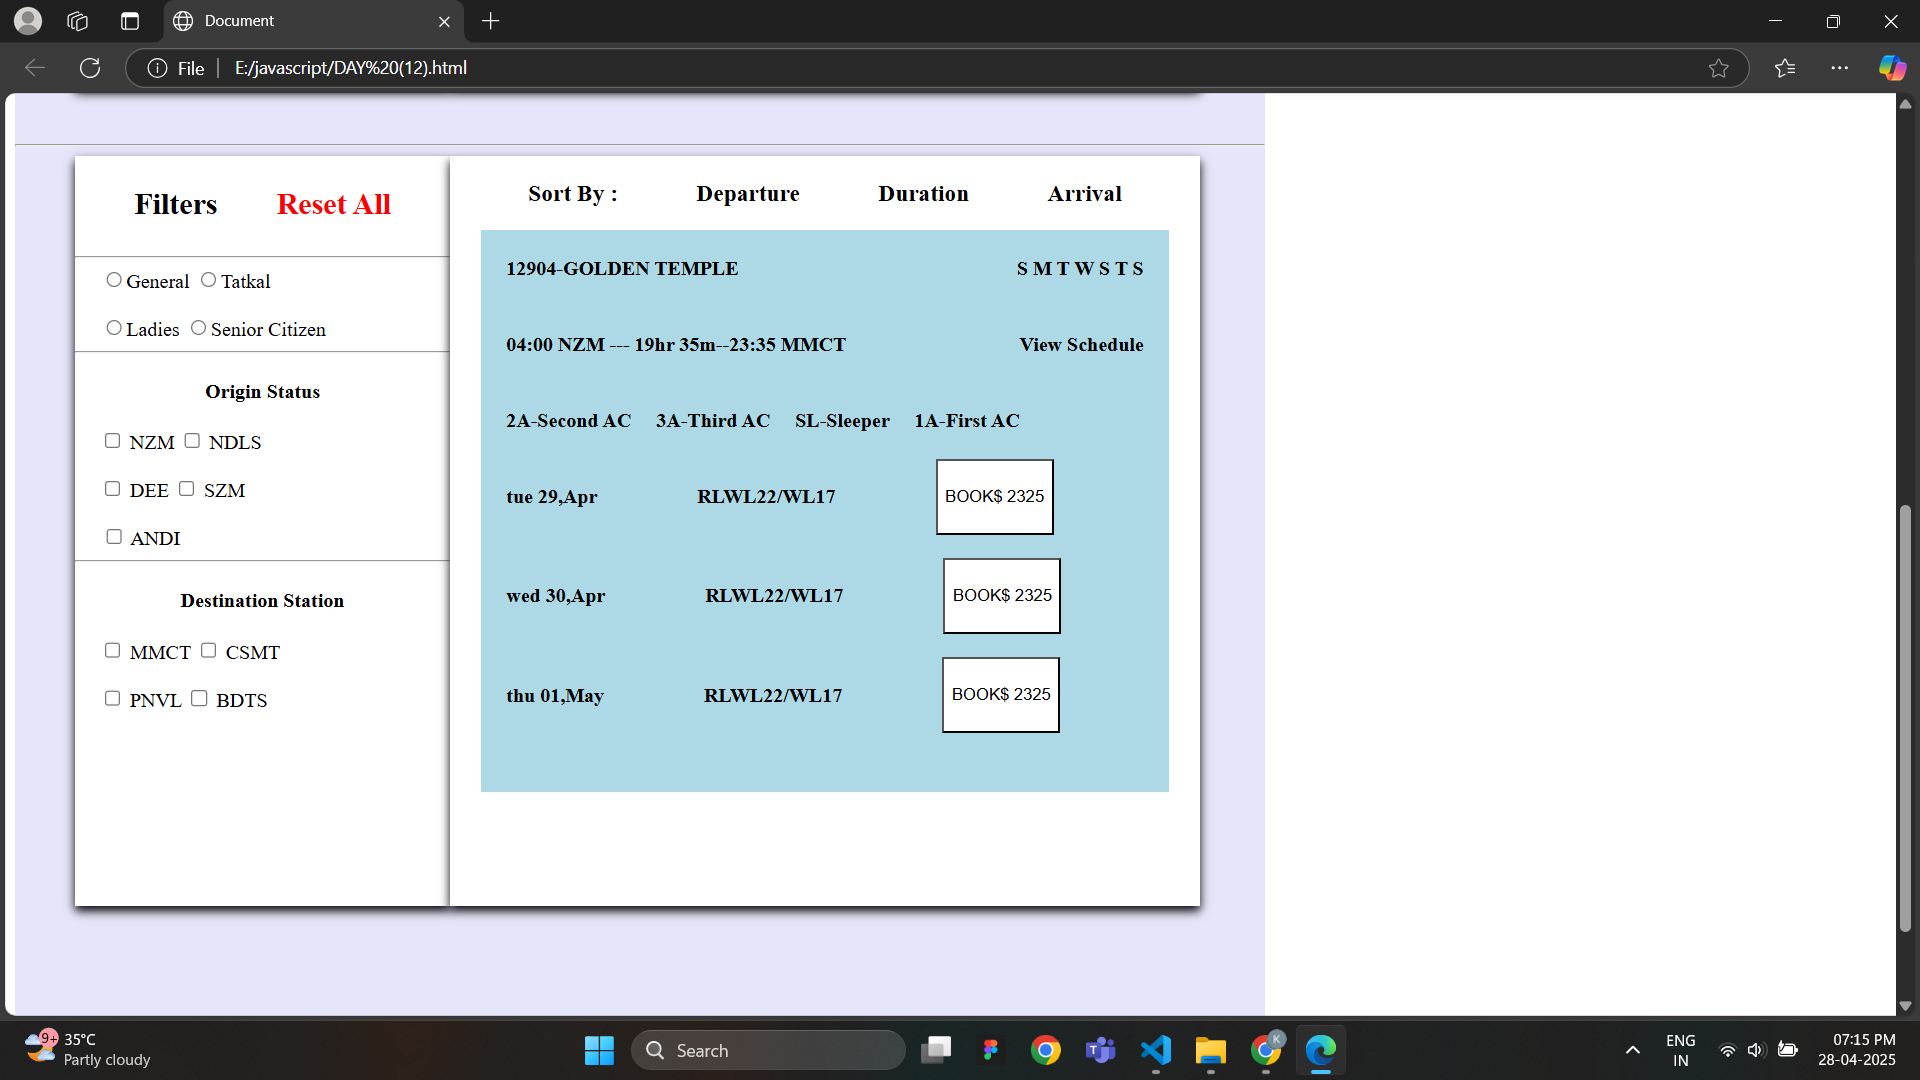 Document
File
E:/javascript/DAY%20(12).html
Filters Reset All
General Tatkal
Ladies Senior Citizen
Origin Status
NZM NDLS
DEE SZM
ANDI
Destination Station
MMCT CSMT
PNVL BDTS
Sort By : Departure Duration Arrival
12904-GOLDEN TEMPLE S M T W S T S
04:00 NZM --- 19hr 35m--23:35 MMCT View Schedule
2A-Second AC 3A-Third AC SL-Sleeper 1A-First AC
tue 29,Apr RLWL22/WL17 BOOK$ 2325
wed 30,Apr RLWL22/WL17 BOOK$ 2325
thu 01,May RLWL22/WL17 BOOK$ 2325
9+ 35°C
Partly cloudy
Search
K
ENG
IN
07:15 PM
28-04-2025